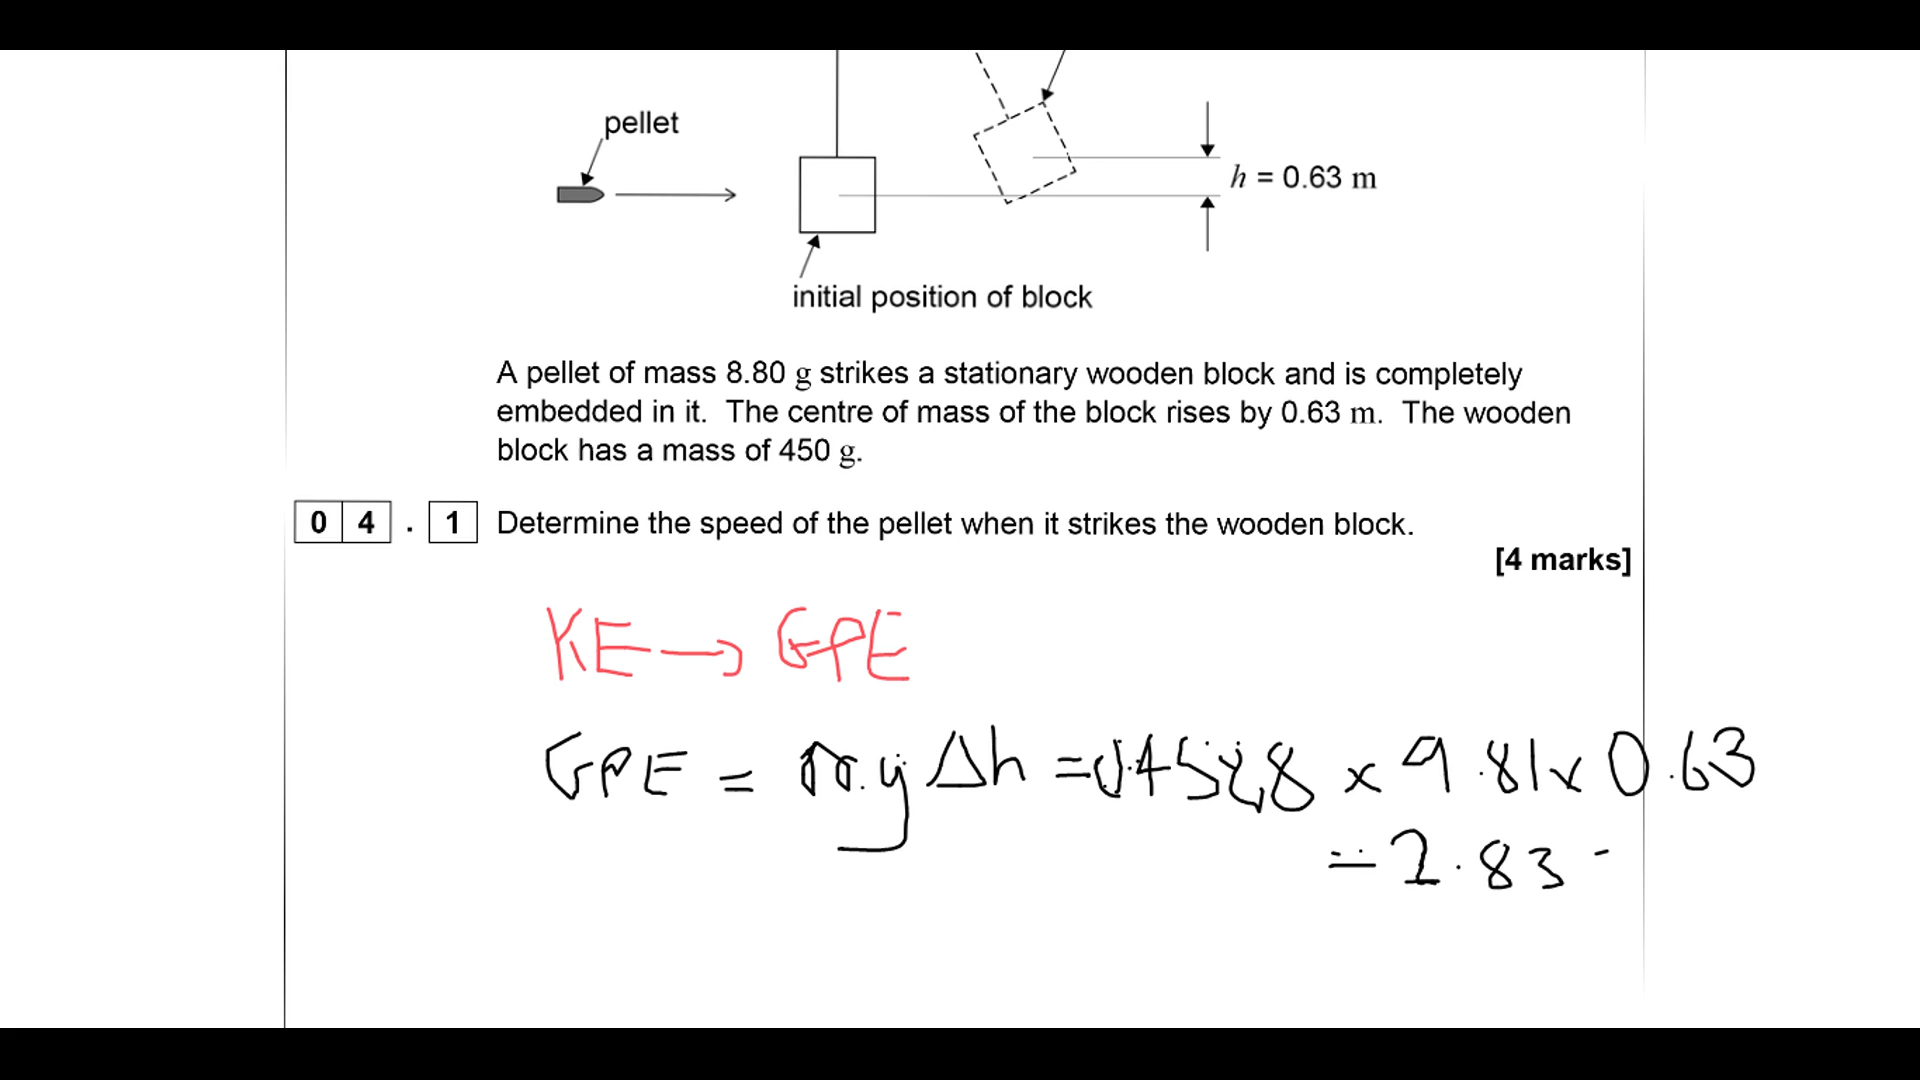 pellet
h = 0.63 m
initial position of block
A pellet of mass 8.80 g strikes a stationary wooden block and is completely
embedded in it. The centre of mass of the block rises by 0.63 m. The wooden
block has a mass of 450 g.
0 4 . 1 Determine the speed of the pellet when it strikes the wooden block.
[4 marks]
KE → GPE
GPE = m g Δh = 0.4588 × 9.81 × 0.63
= 2.83